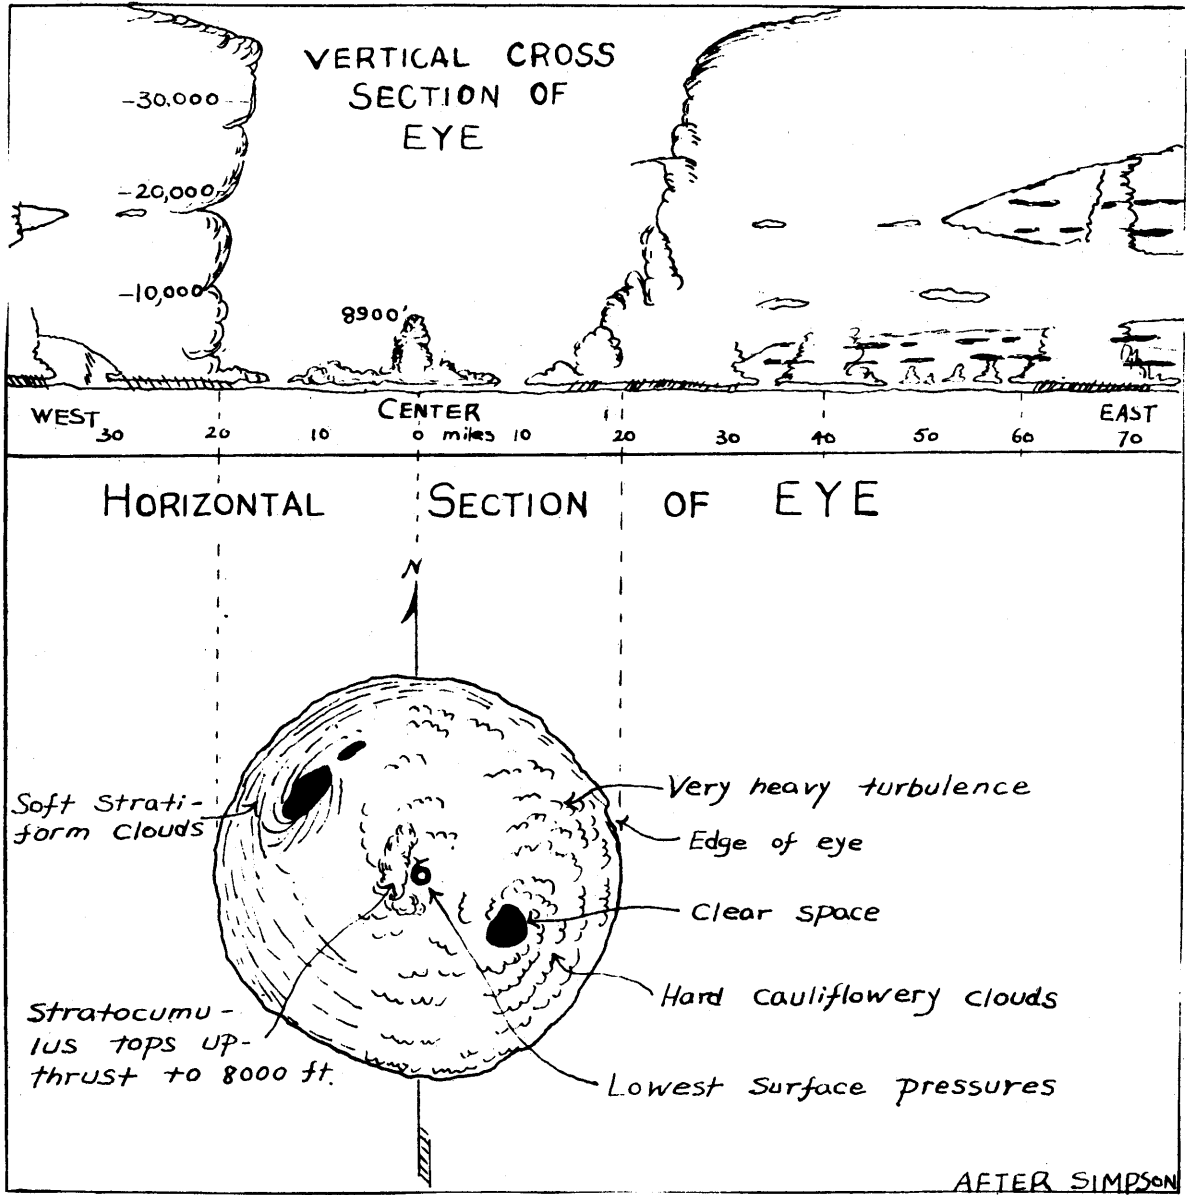 VERTICAL CROSS
SECTION OF
EYE
-30,000
-20,000
-10,000
8900'
WEST CENTER EAST
30 20 10 0 miles 10 20 30 40 50 60 70
HORIZONTAL SECTION OF EYE
N
Very heavy turbulence
Soft Strati-
form Clouds
Edge of eye
Clear space
Hard cauliflowery clouds
Stratocumu-
lus tops up-
thrust to 8000 ft.
Lowest Surface pressures
AFTER SIMPSON